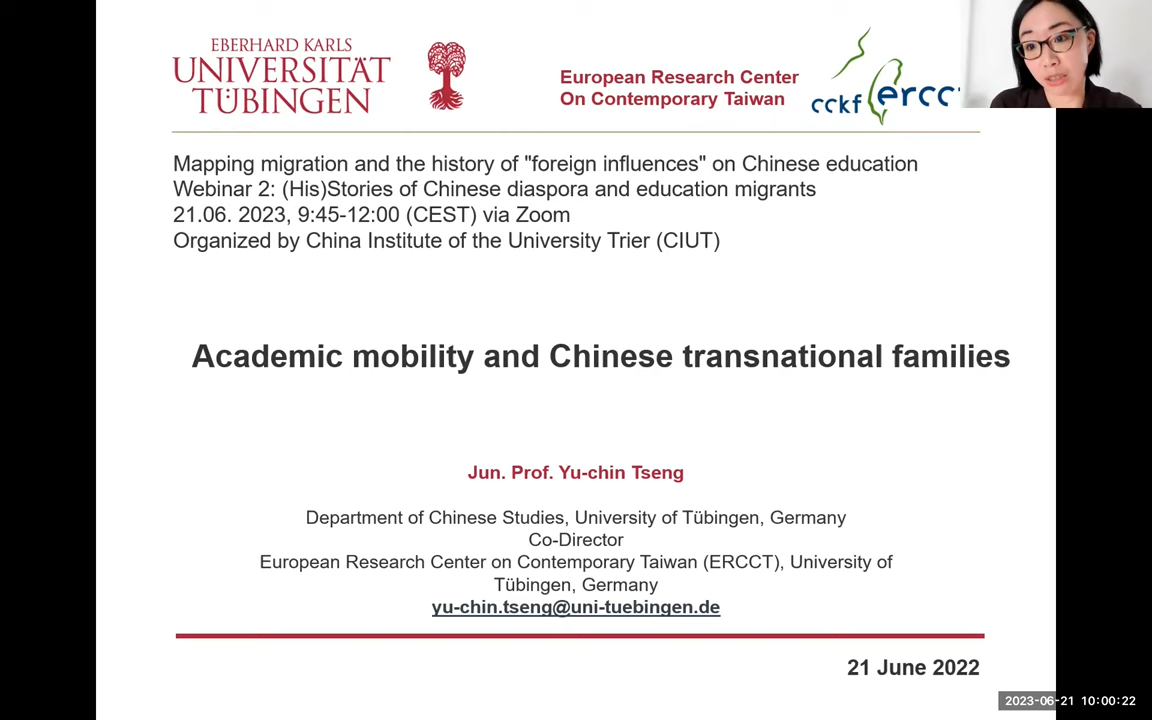 EBERHARD KARLS
UNIVERSITÄT
TÜBINGEN
European Research Center
On Contemporary Taiwan
cckf ercc
Mapping migration and the history of "foreign influences" on Chinese education
Webinar 2: (His)Stories of Chinese diaspora and education migrants
21.06. 2023, 9:45-12:00 (CEST) via Zoom
Organized by China Institute of the University Trier (CIUT)
Academic mobility and Chinese transnational families
Jun. Prof. Yu-chin Tseng
Department of Chinese Studies, University of Tübingen, Germany
Co-Director
European Research Center on Contemporary Taiwan (ERCCT), University of
Tübingen, Germany
yu-chin.tseng@uni-tuebingen.de
21 June 2022
2023-06-21 10:00:22